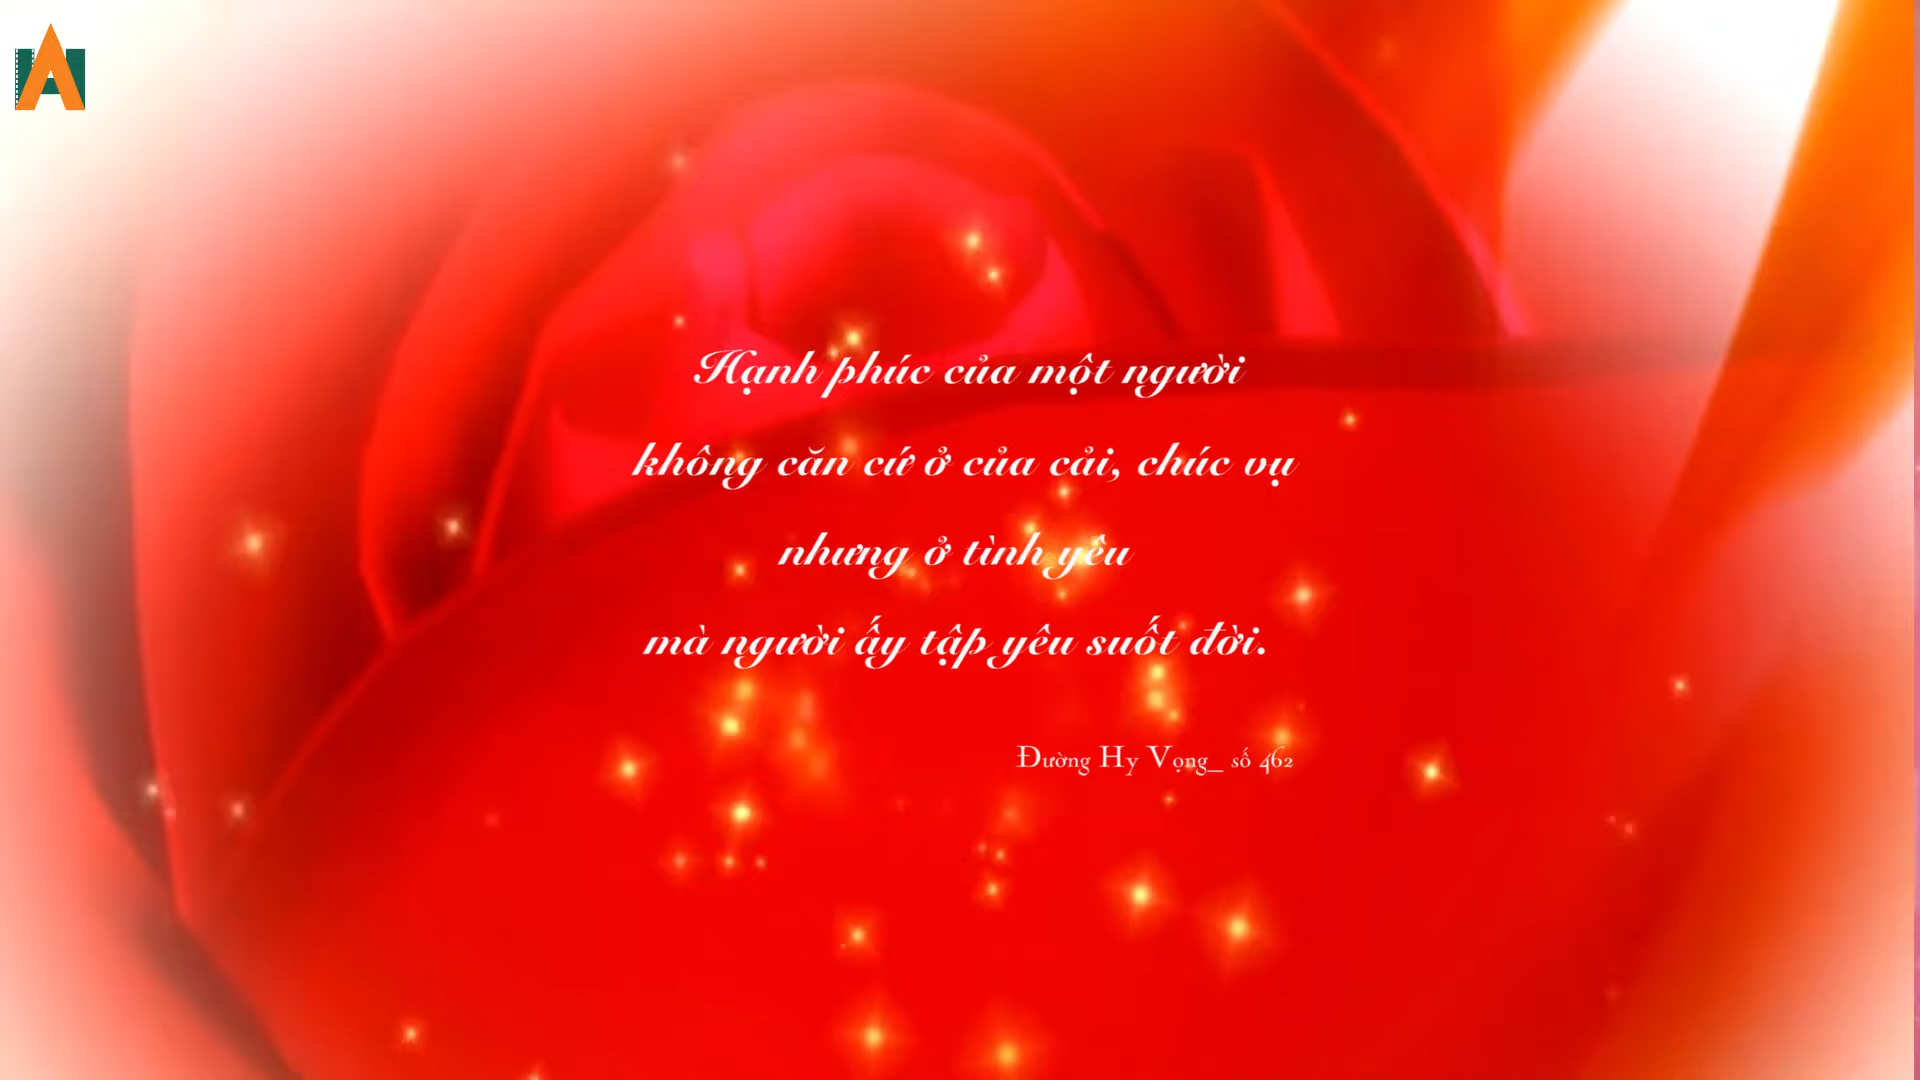 Hạnh phúc của một người
không căn cứ ở của cải, chúc vụ
nhưng ở tình yêu
mà người ấy tập yêu suốt đời.
Đường Hy Vọng_ số 462